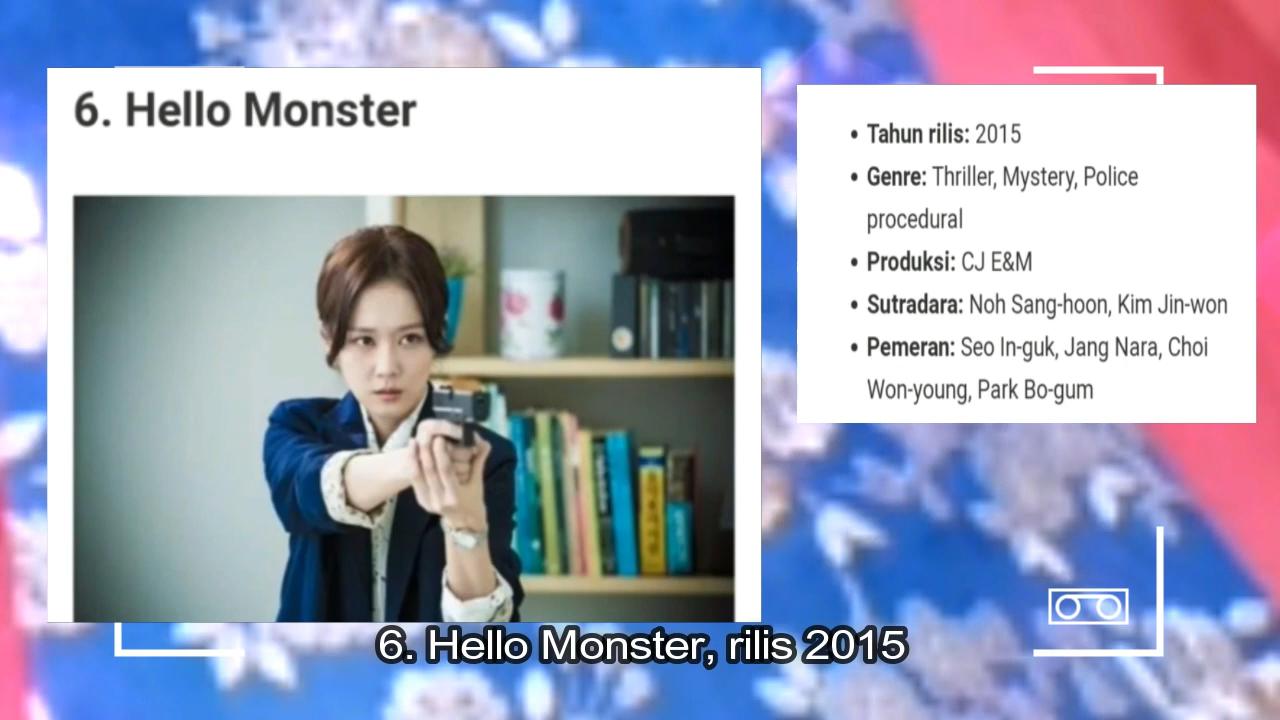 6. Hello Monster
• Tahun rilis: 2015
• Genre: Thriller, Mystery, Police
procedural
• Produksi: CJ E&M
• Sutradara: Noh Sang-hoon, Kim Jin-won
• Pemeran: Seo In-guk, Jang Nara, Choi
Won-young, Park Bo-gum
6. Hello Monster, rilis 2015